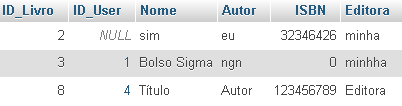 ID_Livro ID_User Nome Autor ISBN Editora
2 NULL sim eu 32346426 minha
3 1 Bolso Sigma ngn 0 minhha
8 4 Título Autor 123456789 Editora